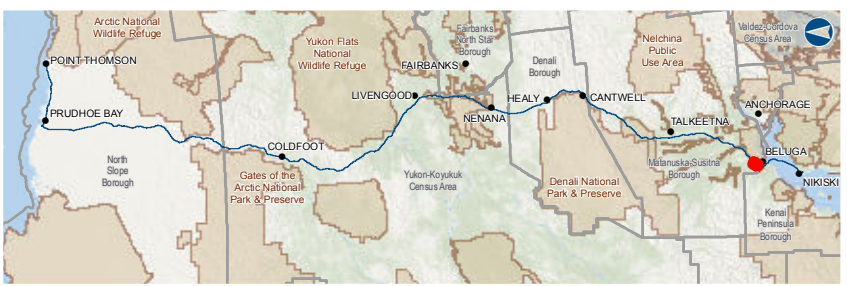 Arctic National
Wildlife Refuge
POINT THOMSON
PRUDHOE BAY
North
Slope
Borough
COLDFOOT
Gates of the
Arctic National
Park & Preserve
Yukon Flats
National
Wildlife Refuge
LIVENGOOD
Fairbanks
North Star
Borough
FAIRBANKS
NENANA
Yukon-Koyukuk
Census Area
Denali
Borough
HEALY
CANTWELL
Denali National
Park & Preserve
Nelchina
Public
Use Area
TALKEETNA
Matanuska-Susitna
Borough
Valdez-Cordova
Census Area
ANCHORAGE
BELUGA
NIKISKI
Kenai
Peninsula
Borough